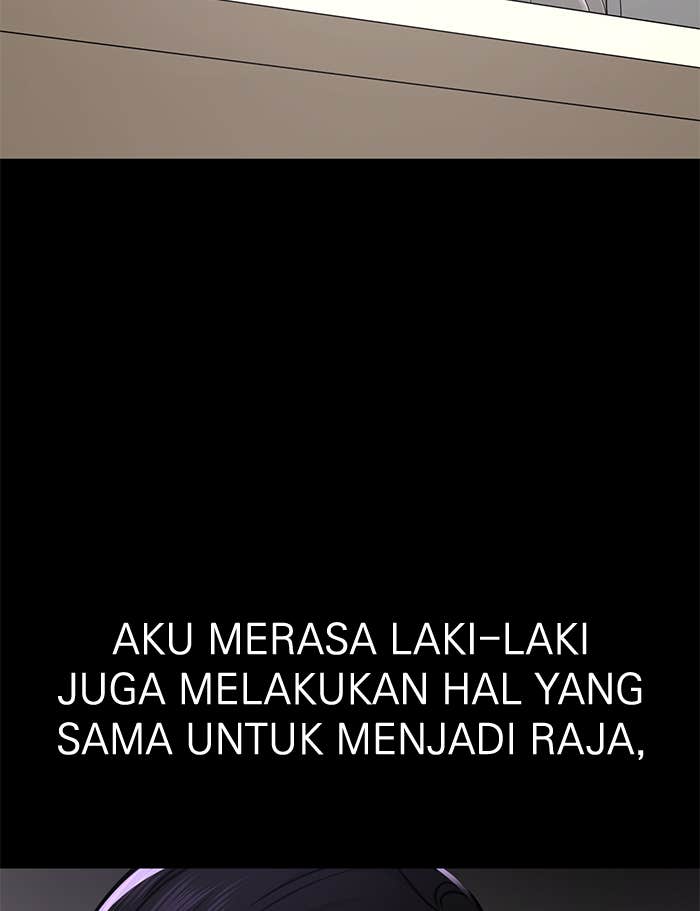 AKU MERASA LAKI-LAKI
JUGA MELAKUKAN HAL YANG
SAMA UNTUK MENJADI RAJA,